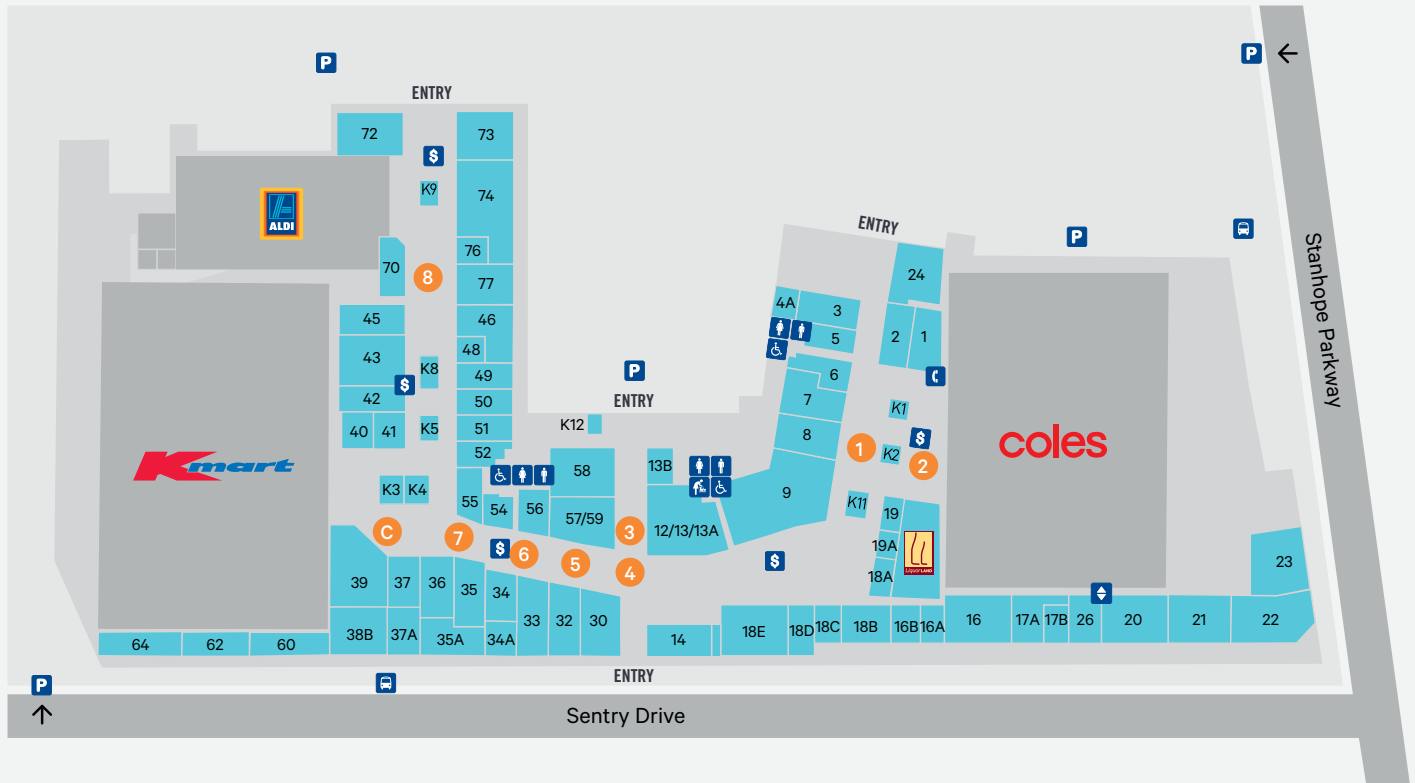 P
P
←
ENTRY
72
73
$
K9
74
ALDI
76
70
8
77
45
46
43
48
K8
49
$
42
50
40
41
K5
51
52
K3
K4
55
54
56
C
7
$
6
5
39
37
36
35
34
33
32
30
38B
37A
35A
34A
64
62
60
Kmart
P
ENTRY
K12
58
57/59
13B
12/13/13A
3
4
ENTRY
24
4A
3
5
2
1
6
7
8
K1
1
K2
$
2
9
K11
19
19A
18A
LiquorLAND
$
coles
P
Stanhope Parkway
23
14
18E
18D
18C
18B
16B
16A
16
17A
17B
26
20
21
22
ENTRY
P
↑
Sentry Drive